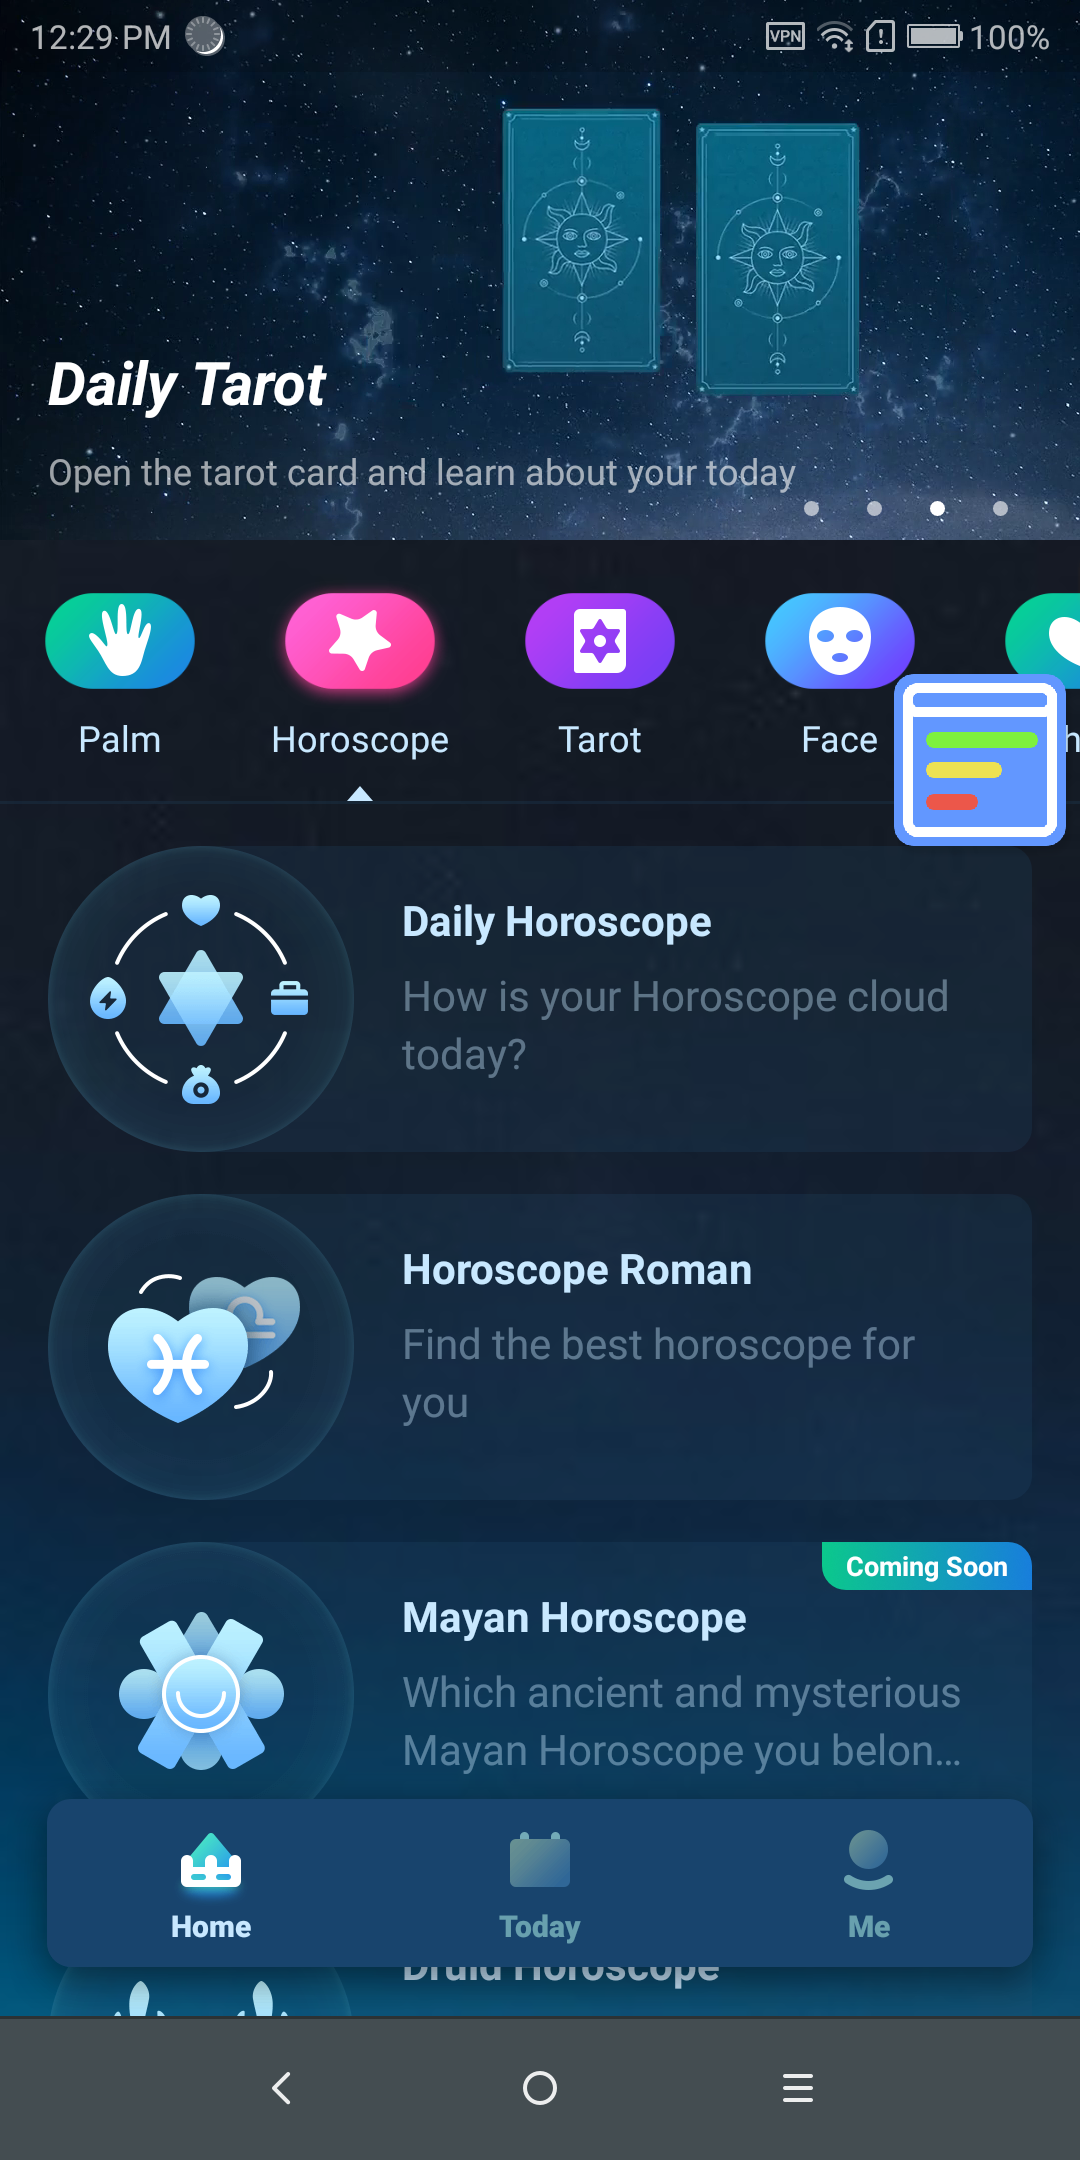 12:29 PM
VPN
100%
Daily Tarot
Open the tarot card and learn about your today
Palm
Horoscope
Tarot
Face
Daily Horoscope
How is your Horoscope cloud
today?
Horoscope Roman
Find the best horoscope for
you
Coming Soon
Mayan Horoscope
Which ancient and mysterious
Mayan Horoscope you belon...
Home
Today
Me
Druid Horoscope